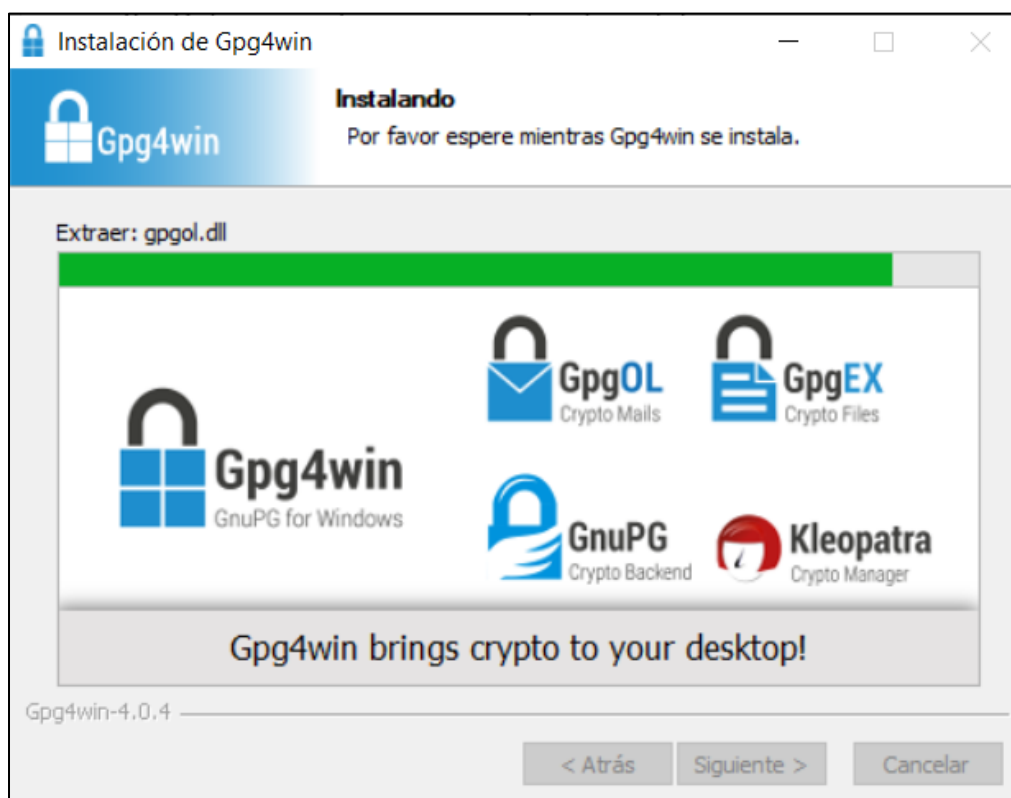 Instalación de Gpg4win
Gpg4win
Instalando
Por favor espere mientras Gpg4win se instala.
Extraer: gpgol.dll
GpgOL
Crypto Mails
GpgEX
Crypto Files
Gpg4win
GnuPG for Windows
GnuPG
Crypto Backend
Kleopatra
Crypto Manager
Gpg4win brings crypto to your desktop!
Gpg4win-4.0.4
< Atrás
Siguiente >
Cancelar